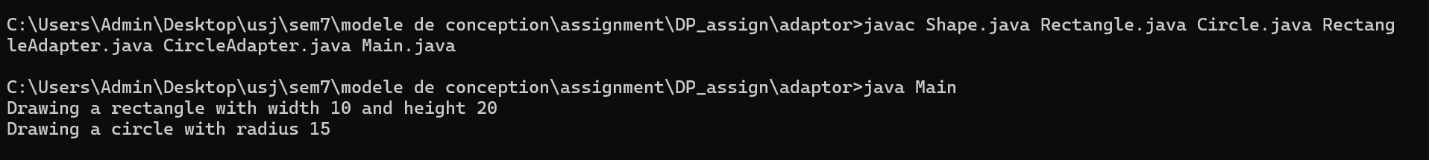 C:\Users\Admin\Desktop\usj\sem7\modele de conception\assignment\DP_assign\adaptor>javac Shape.java Rectangle.java Circle.java Rectang
leAdapter.java CircleAdapter.java Main.java
C:\Users\Admin\Desktop\usj\sem7\modele de conception\assignment\DP_assign\adaptor>java Main
Drawing a rectangle with width 10 and height 20
Drawing a circle with radius 15